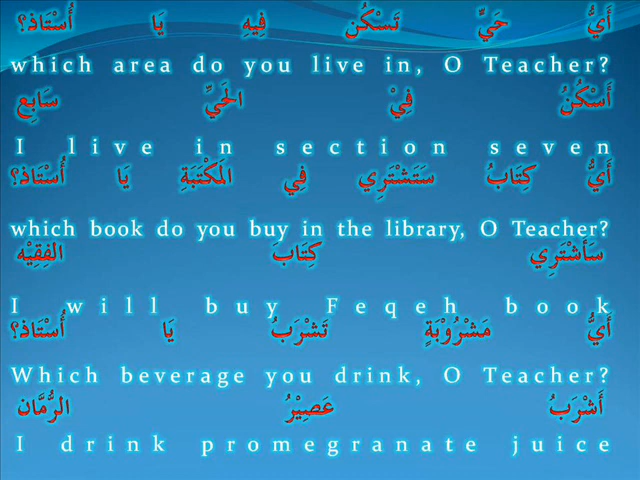 أَيُّ حَيٍّ تَسْكُن فِيهِ يَا أُسْتَاذ؟
which area do you live in, O Teacher?
أَسْكُنُ فِيْ الحَيِّ سَابِع
I live in section seven
أَيُّ كِتَابُ سَتَشْتَرِي فِي المَكْتَبَةِ يَا أُسْتَاذ؟
which book do you buy in the library, O Teacher?
سَأشْتَرِي كِتَابَ الفِقِيْه
I will buy Feqeh book
أَيُّ مَشْرُوْبَةٍ تَشْرَبُ يَا أُسْتَاذ؟
Which beverage you drink, O Teacher?
أَشْرَبُ عَصِيْرُ الرُّمَّان
I drink promegranate juice